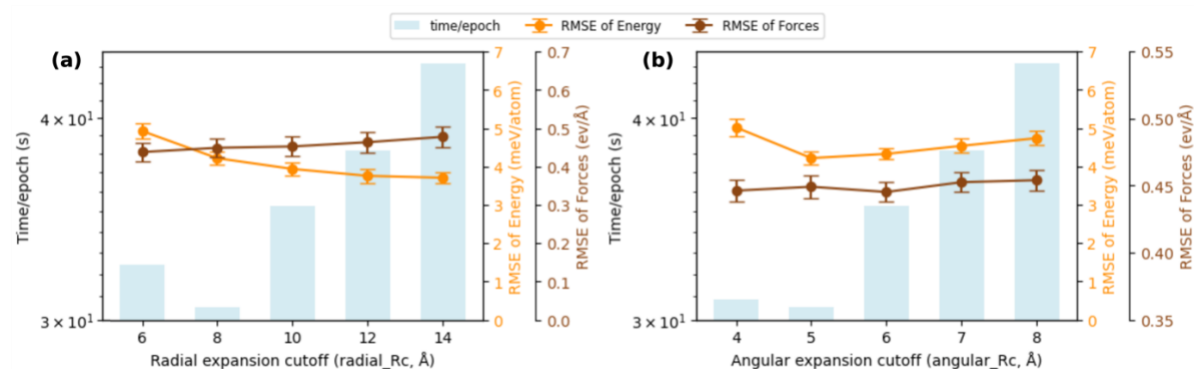 time/epoch RMSE of Energy RMSE of Forces
(a)
Time/epoch (s)
4 × 10¹
3 × 10¹
6 8 10 12 14
Radial expansion cutoff (radial_Rc, Å)
7
6
5
4
3
2
1
0
RMSE of Energy (meV/atom)
0.7
0.6
0.5
0.4
0.3
0.2
0.1
0.0
RMSE of Forces (ev/Å)
(b)
Time/epoch (s)
4 × 10¹
3 × 10¹
4 5 6 7 8
Angular expansion cutoff (angular_Rc, Å)
7
6
5
4
3
2
1
0
RMSE of Energy (meV/atom)
0.55
0.50
0.45
0.40
0.35
RMSE of Forces (ev/Å)